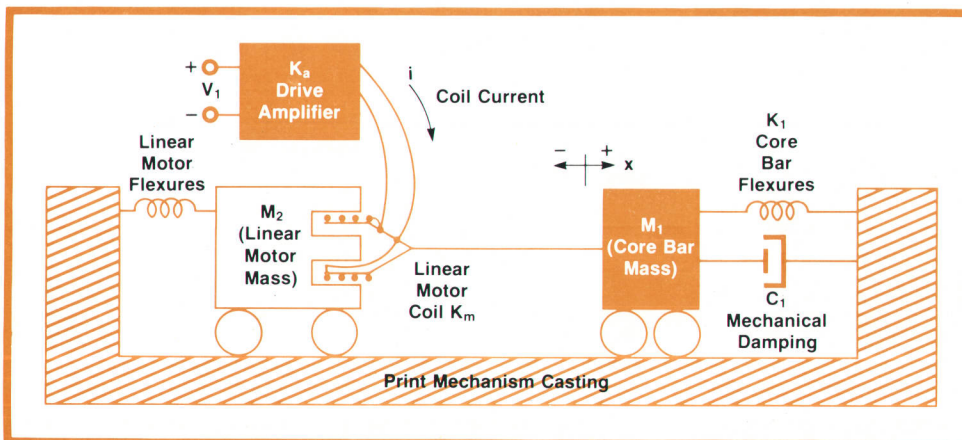 Kₐ
Drive
Amplifier
+
V₁
−
i
Coil Current
Linear
Motor
Flexures
− +
x
K₁
Core
Bar
Flexures
M₂
(Linear
Motor
Mass)
Linear
Motor
Coil Kₘ
M₁
(Core Bar
Mass)
C₁
Mechanical
Damping
Print Mechanism Casting